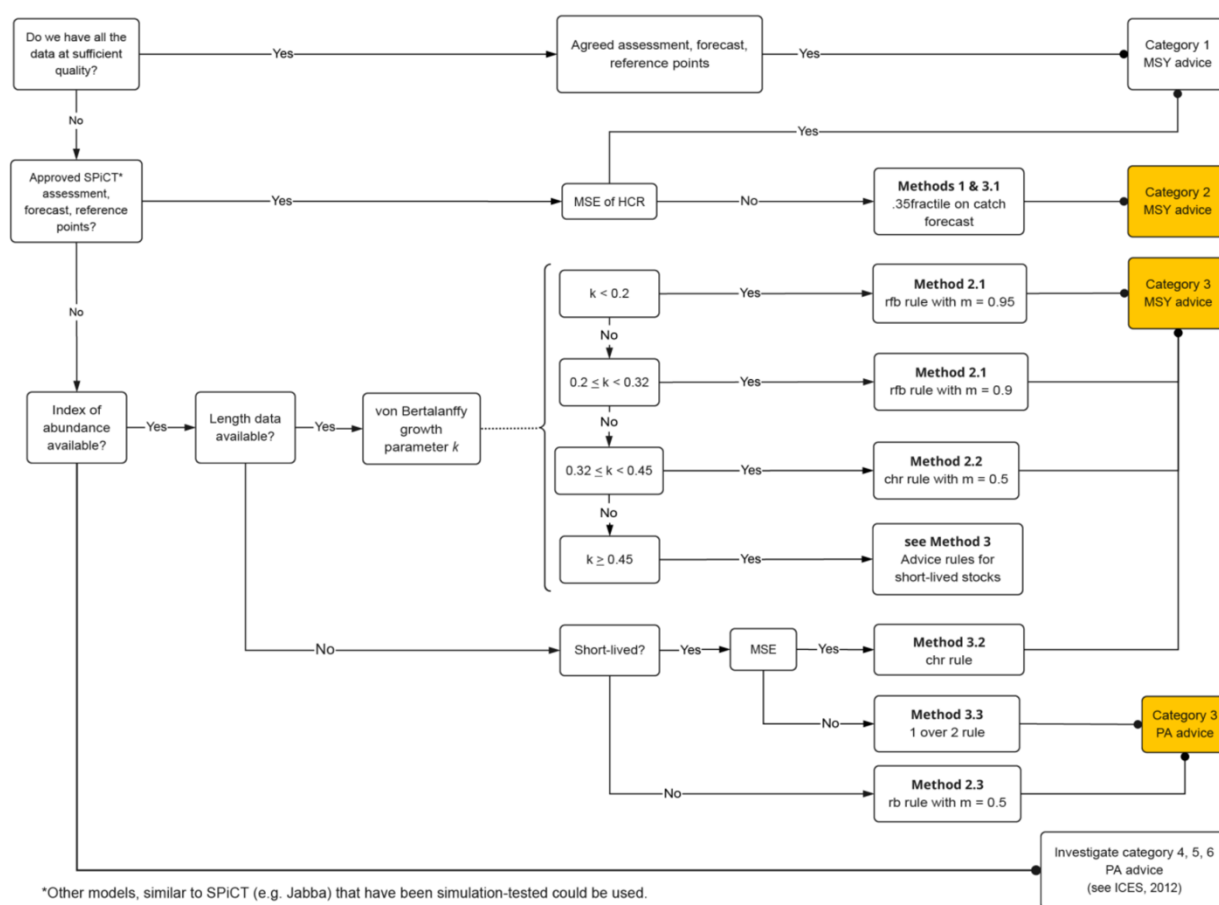 Do we have all the
data at sufficient
quality?
Yes
Agreed assessment, forecast,
reference points
Yes
Category 1
MSY advice
No
Yes
Approved SPiCT*
assessment,
forecast, reference
points?
Yes
MSE of HCR
No
Methods 1 & 3.1
.35fractile on catch
forecast
Category 2
MSY advice
No
k < 0.2
Yes
Method 2.1
rfb rule with m = 0.95
Category 3
MSY advice
No
0.2 ≤ k < 0.32
Yes
Method 2.1
rfb rule with m = 0.9
Index of
abundance
available?
Yes
Length data
available?
Yes
von Bertalanffy
growth
parameter k
No
0.32 ≤ k < 0.45
Yes
Method 2.2
chr rule with m = 0.5
No
k ≥ 0.45
Yes
see Method 3
Advice rules for
short-lived stocks
No
Short-lived?
Yes
MSE
Yes
Method 3.2
chr rule
No
Method 3.3
1 over 2 rule
Category 3
PA advice
No
Method 2.3
rb rule with m = 0.5
Investigate category 4, 5, 6
PA advice
(see ICES, 2012)
*Other models, similar to SPiCT (e.g. Jabba) that have been simulation-tested could be used.